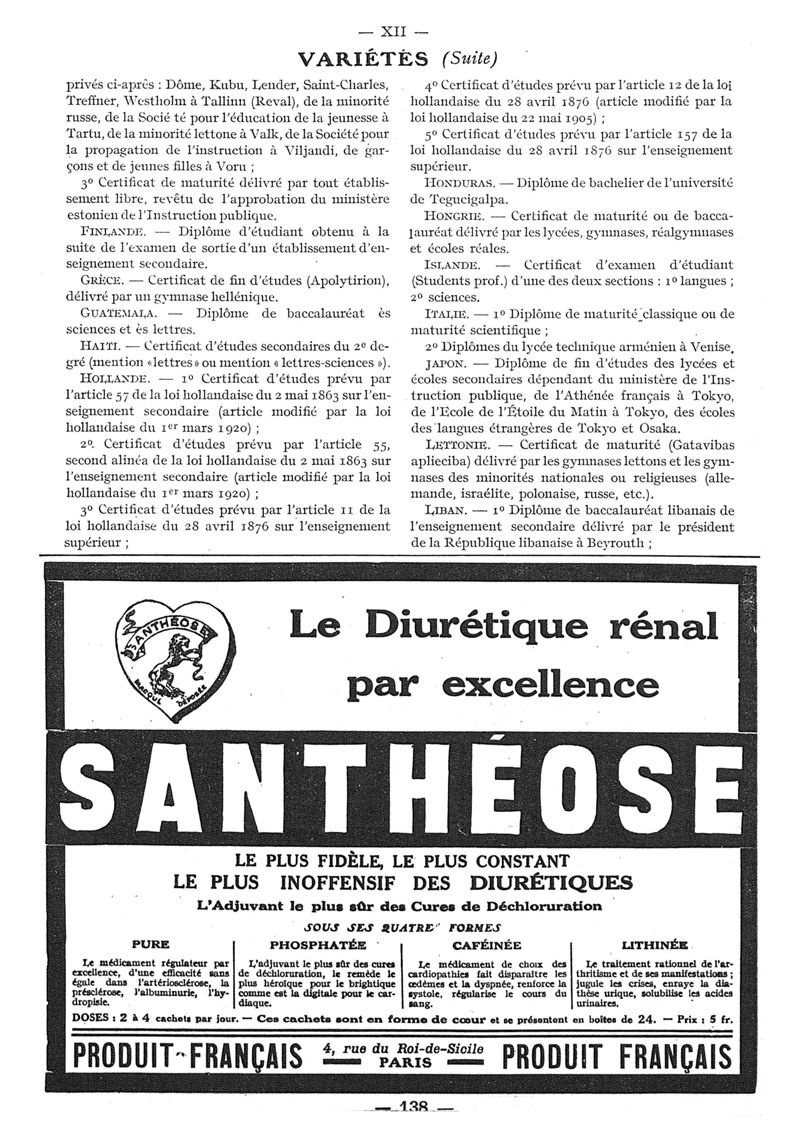 — XII —
VARIÉTÉS (Suite)
privés ci-après : Dôme, Kubu, Lender, Saint-Charles,
Treffner, Westholm à Tallinn (Reval), de la minorité
russe, de la Socié té pour l'éducation de la jeunesse à
Tartu, de la minorité lettone à Valk, de la Société pour
la propagation de l'instruction à Viljandi, de gar-
çons et de jeunes filles à Voru ;
3º Certificat de maturité délivré par tout établis-
sement libre, revêtu de l'approbation du ministère
estonien de l'Instruction publique.
FINLANDE. — Diplôme d'étudiant obtenu à la
suite de l'examen de sortie d'un établissement d'en-
seignement secondaire.
GRÈCE. — Certificat de fin d'études (Apolytirion),
délivré par un gymnase hellénique.
GUATEMALA. — Diplôme de baccalauréat ès
sciences et ès lettres.
HAITI. — Certificat d'études secondaires du 2e de-
gré (mention «lettres» ou mention « lettres-sciences »).
HOLLANDE. — 1º Certificat d'études prévu par
l'article 57 de la loi hollandaise du 2 mai 1863 sur l'en-
seignement secondaire (article modifié par la loi
hollandaise du 1er mars 1920) ;
2º. Certificat d'études prévu par l'article 55,
second alinéa de la loi hollandaise du 2 mai 1863 sur
l'enseignement secondaire (article modifié par la loi
hollandaise du 1er mars 1920) ;
3º Certificat d'études prévu par l'article 11 de la
loi hollandaise du 28 avril 1876 sur l'enseignement
supérieur ;
4º Certificat d'études prévu par l'article 12 de la loi
hollandaise du 28 avril 1876 (article modifié par la
loi hollandaise du 22 mai 1905) ;
5º Certificat d'études prévu par l'article 157 de la
loi hollandaise du 28 avril 1876 sur l'enseignement
supérieur.
HONDURAS. — Diplôme de bachelier de l'université
de Tegucigalpa.
HONGRIE. — Certificat de maturité ou de bacca-
lauréat délivré par les lycées, gymnases, réalgymnases
et écoles réales.
ISLANDE. — Certificat d'examen d'étudiant
(Students prof.) d'une des deux sections : 1º langues ;
2º sciences.
ITALIE. — 1º Diplôme de maturité classique ou de
maturité scientifique ;
2º Diplômes du lycée technique arménien à Venise.
JAPON. — Diplôme de fin d'études des lycées et
écoles secondaires dépendant du ministère de l'Ins-
truction publique, de l'Athénée français à Tokyo,
de l'Ecole de l'Étoile du Matin à Tokyo, des écoles
des langues étrangères de Tokyo et Osaka.
LETTONIE. — Certificat de maturité (Gatavibas
aplieciba) délivré par les gymnases lettons et les gym-
nases des minorités nationales ou religieuses (alle-
mande, israélite, polonaise, russe, etc.).
LIBAN. — 1º Diplôme de baccalauréat libanais de
l'enseignement secondaire délivré par le président
de la République libanaise à Beyrouth ;
SANTHÉOSE
MARQUE DÉPOSÉE
Le Diurétique rénal
par excellence
SANTHÉOSE
LE PLUS FIDÈLE, LE PLUS CONSTANT
LE PLUS INOFFENSIF DES DIURÉTIQUES
L'Adjuvant le plus sûr des Cures de Déchloruration
SOUS SES QUATRE FORMES
PURE
Le médicament régulateur par
excellence, d'une efficacité sans
égale dans l'artériosclérose, la
présclérose, l'albuminurie, l'hy-
dropisie.
PHOSPHATÉE
L'adjuvant le plus sûr des cures
de déchloruration, le remède le
plus héroïque pour le brightique
comme est la digitale pour le car-
diaque.
CAFÉINÉE
Le médicament de choix des
cardiopathies fait disparaître les
œdèmes et la dyspnée, renforce la
systole, régularise le cours du
sang.
LITHINÉE
Le traitement rationnel de l'ar-
thritisme et de ses manifestations ;
jugule les crises, enraye la dia-
thèse urique, solubilise les acides
urinaires.
DOSES : 2 à 4 cachets par jour. — Ces cachets sont en forme de cœur et se présentent en boîtes de 24. — Prix : 5 fr.
PRODUIT FRANÇAIS
4, rue du Roi-de-Sicile
PARIS
PRODUIT FRANÇAIS
— 138 —